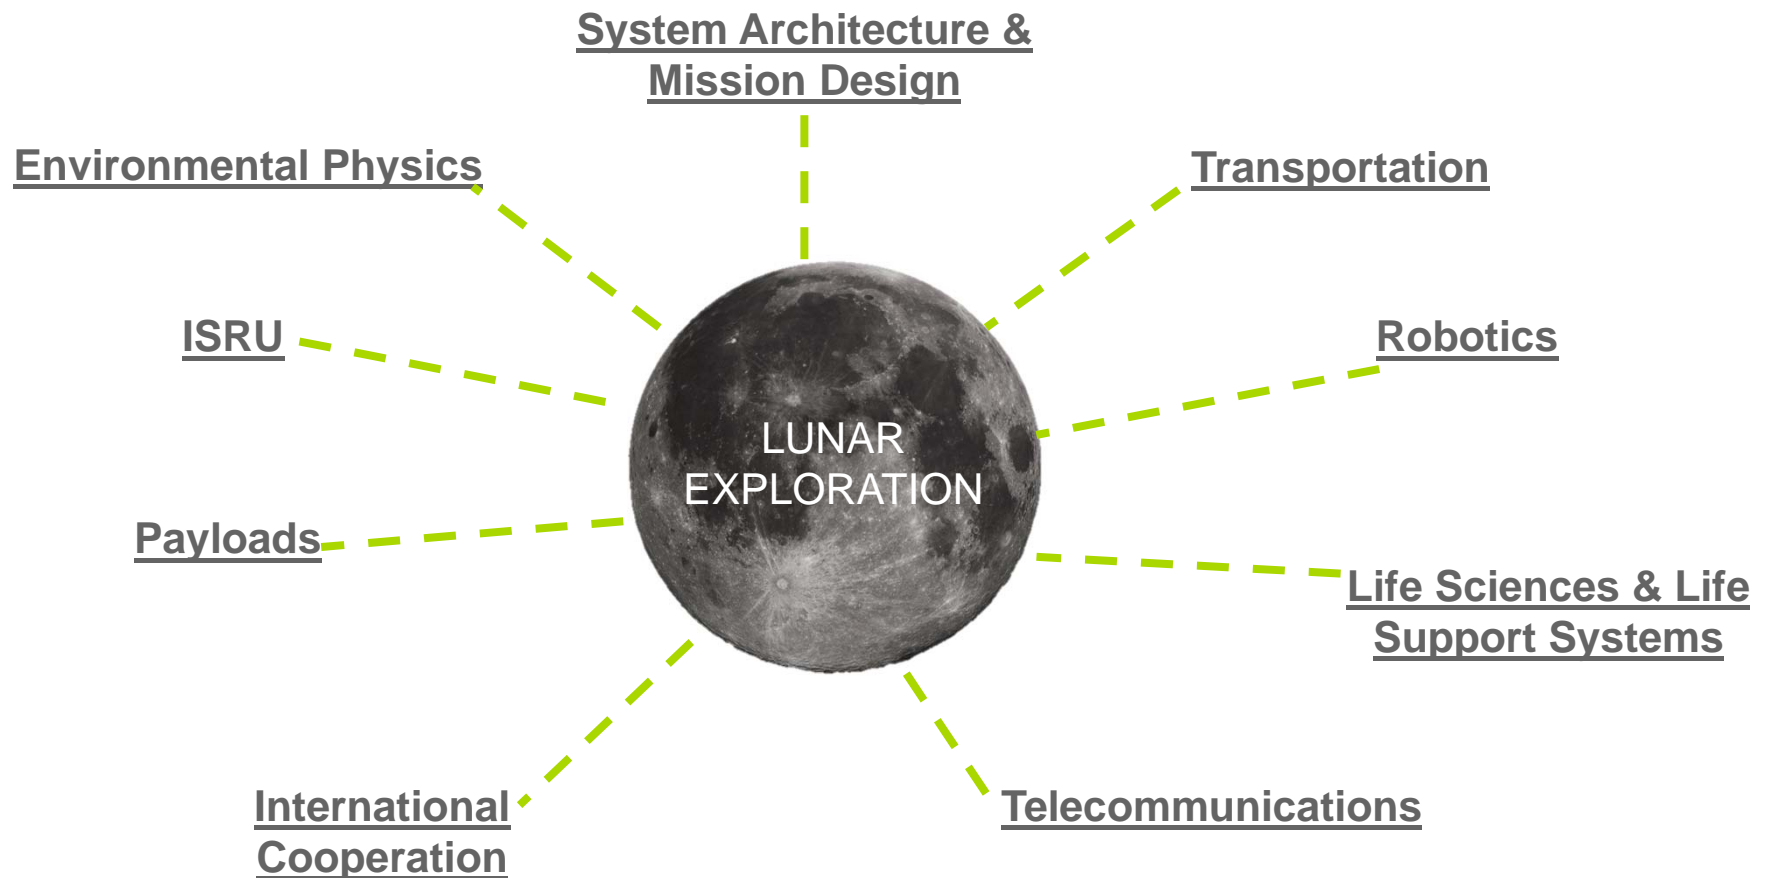 System Architecture &
Mission Design
Environmental Physics
Transportation
ISRU
Robotics
LUNAR
EXPLORATION
Payloads
Life Sciences & Life
Support Systems
International
Cooperation
Telecommunications